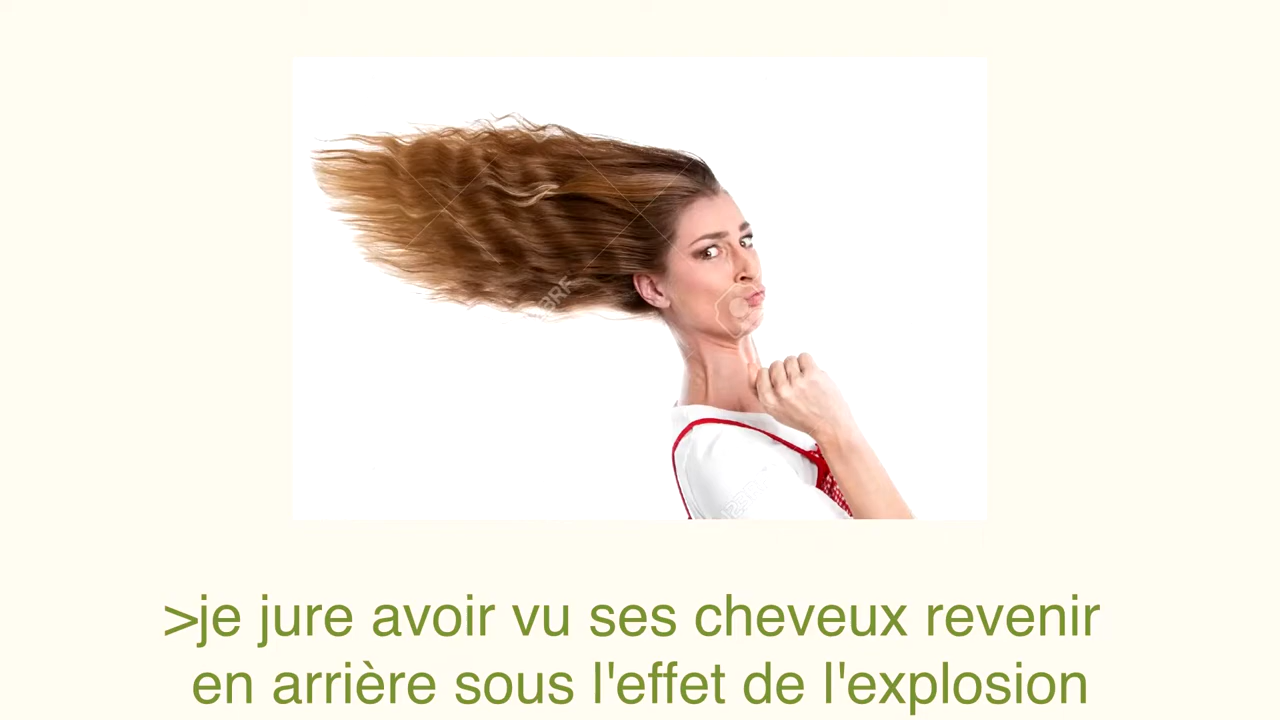 >je jure avoir vu ses cheveux revenir
en arrière sous l'effet de l'explosion